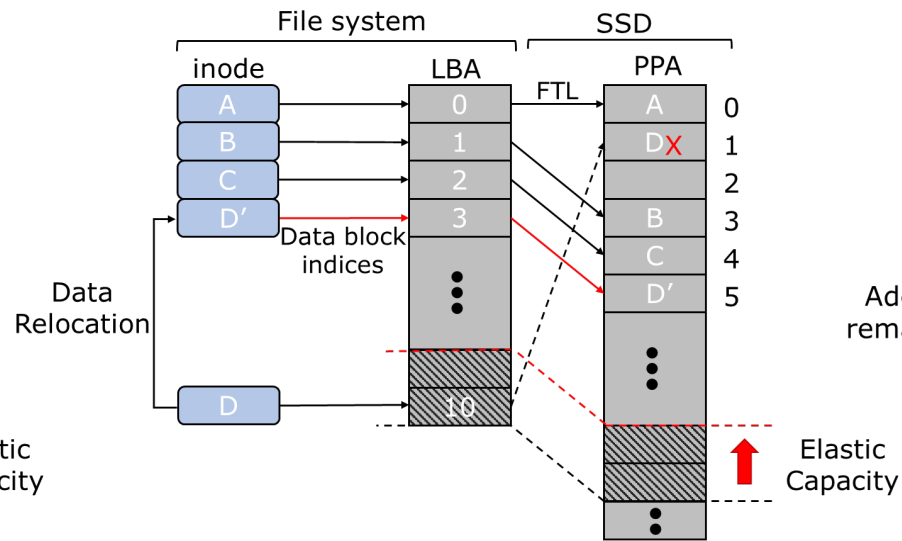 File system
SSD
inode
LBA
PPA
A
0
FTL
A
0
B
1
DX
1
C
2
2
D′
3
B
3
Data block
indices
C
4
D′
5
Data
Relocation
D
10
Elastic
Capacity